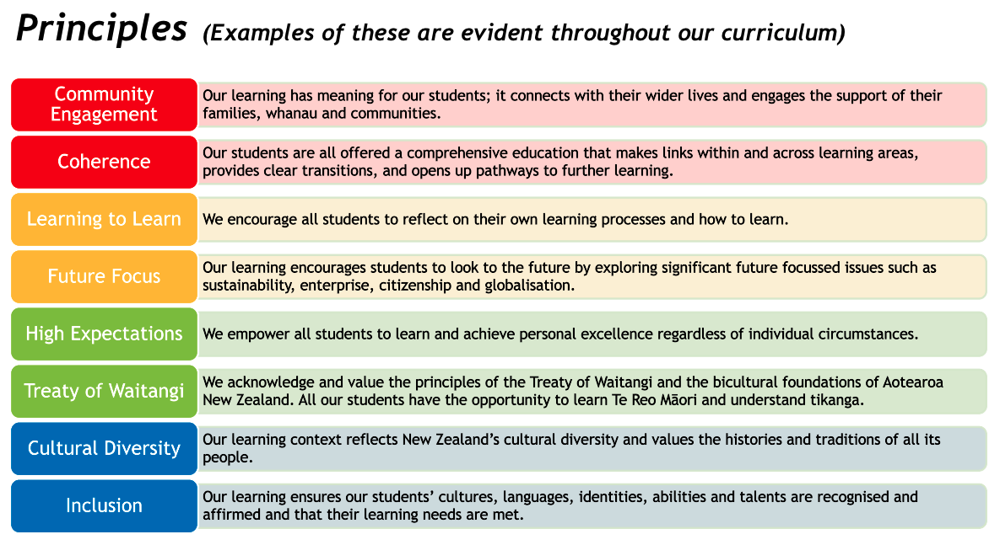 Principles (Examples of these are evident throughout our curriculum)
Community
Engagement
Our learning has meaning for our students; it connects with their wider lives and engages the support of their
families, whanau and communities.
Coherence
Our students are all offered a comprehensive education that makes links within and across learning areas,
provides clear transitions, and opens up pathways to further learning.
Learning to Learn
We encourage all students to reflect on their own learning processes and how to learn.
Future Focus
Our learning encourages students to look to the future by exploring significant future focussed issues such as
sustainability, enterprise, citizenship and globalisation.
High Expectations
We empower all students to learn and achieve personal excellence regardless of individual circumstances.
Treaty of Waitangi
We acknowledge and value the principles of the Treaty of Waitangi and the bicultural foundations of Aotearoa
New Zealand. All our students have the opportunity to learn Te Reo Māori and understand tikanga.
Cultural Diversity
Our learning context reflects New Zealand’s cultural diversity and values the histories and traditions of all its
people.
Inclusion
Our learning ensures our students’ cultures, languages, identities, abilities and talents are recognised and
affirmed and that their learning needs are met.